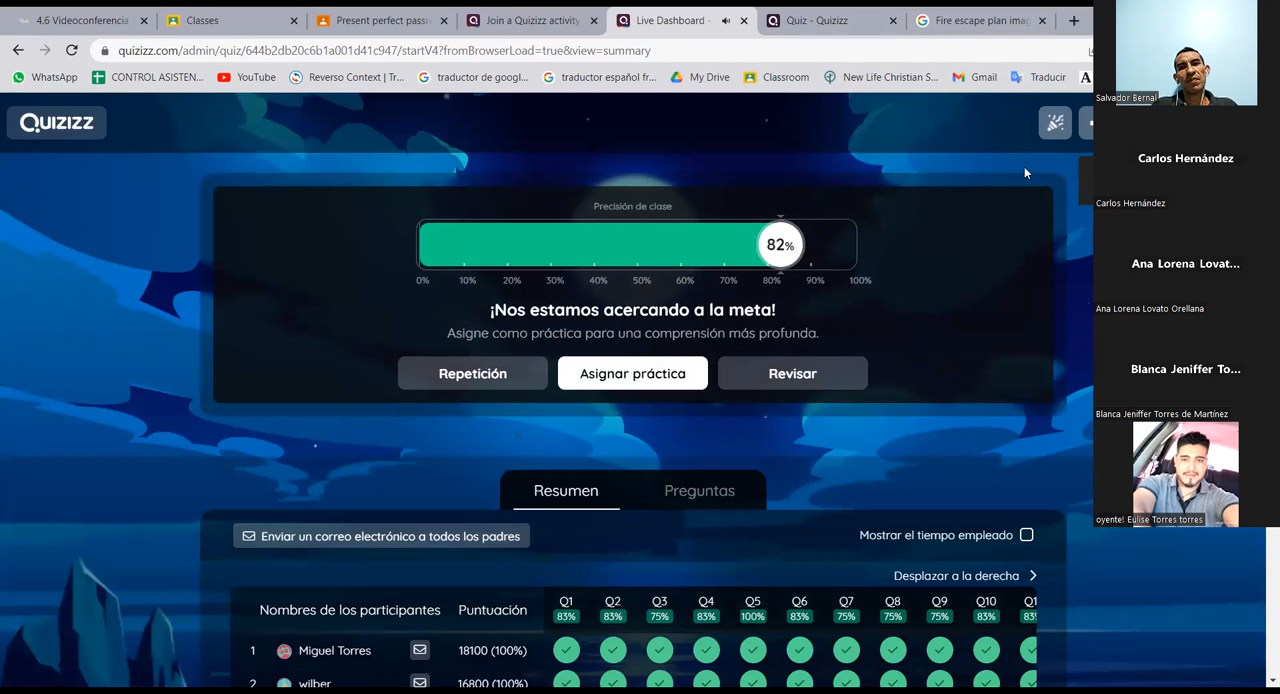 4.6 Videoconferencia
Classes
Present perfect passiv
Join a Quizizz activity
Live Dashboard -
Quiz - Quizizz
Fire escape plan imag
quizizz.com/admin/quiz/644b2db20c6b1a001d41c947/startV4?fromBrowserLoad=true&view=summary
WhatsApp
CONTROL ASISTEN...
YouTube
Reverso Context | Tr...
traductor - googl...
traductor español fr...
My Drive
Classroom
New Life Christian S...
Gmail
Traducir
Quizizz
Precisión de clase
82%
0% 10% 20% 30% 40% 50% 60% 70% 80% 90% 100%
¡Nos estamos acercando a la meta!
Asigne como práctica para una comprensión más profunda.
Repetición
Asignar práctica
Revisar
Resumen
Preguntas
Enviar un correo electrónico a todos los padres
Mostrar el tiempo empleado
Desplazar a la derecha
Nombres de los participantes
Puntuación
Q1 Q2 Q3 Q4 Q5 Q6 Q7 Q8 Q9 Q10 Q1
83% 83% 75% 83% 100% 83% 75% 75% 75% 83% 83
1 Miguel Torres 18100 (100%)
2 wilber 16800 (100%)
Salvador Bernal
Carlos Hernández
Carlos Hernández
Ana Lorena Lovat...
Ana Lorena Lovato Orellana
Blanca Jeniffer To...
Blanca Jeniffer Torres de Martínez
oyente! Eulise Torres torres